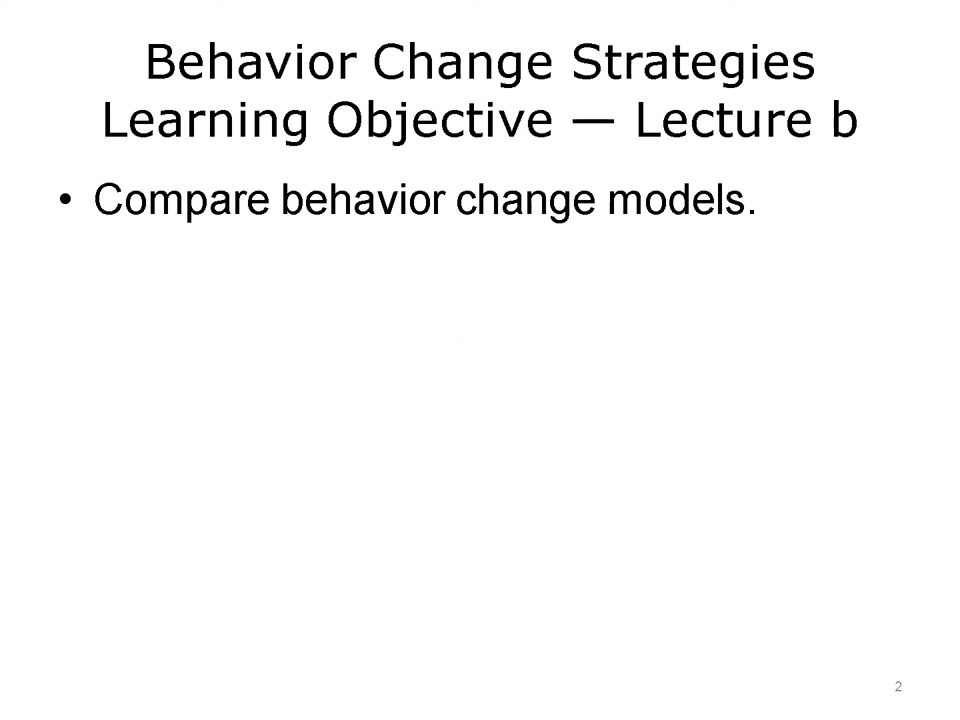 Behavior Change Strategies
Learning Objective — Lecture b
• Compare behavior change models.
2